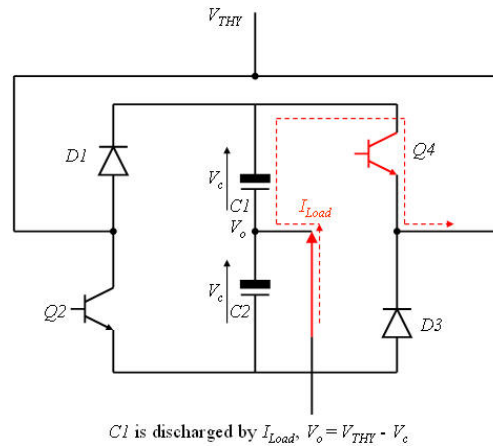 V_THY
D1
Q4
V_c
C1
I_Load
V_o
V_c
C2
Q2
D3
C1 is discharged by I_Load, V_o = V_THY - V_c